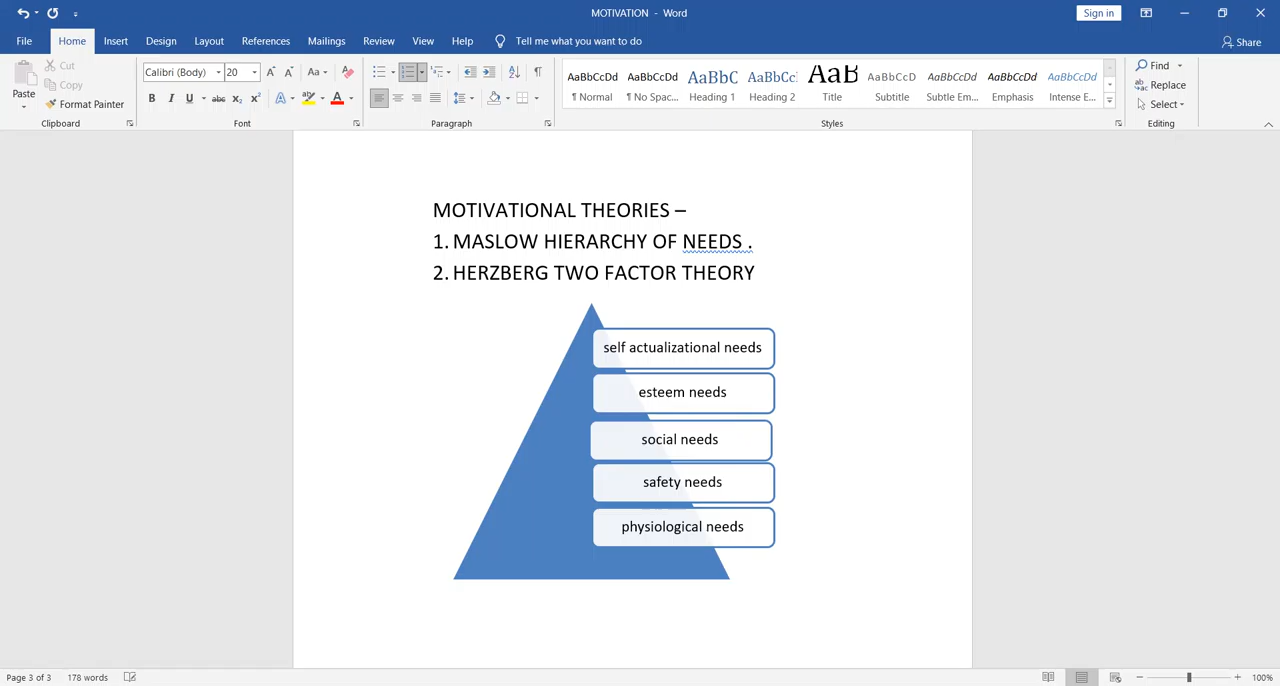 MOTIVATION - Word
Sign in
File Home Insert Design Layout References Mailings Review View Help Tell me what you want to do
Share
Paste
Cut
Copy
Format Painter
Clipboard
Calibri (Body) 20
Font
Paragraph
AaBbCcDd AaBbCcDd AaBbC AaBbCc AaB AaBbCcD AaBbCcDd AaBbCcDd AaBbCcDd
¶ Normal ¶ No Spac... Heading 1 Heading 2 Title Subtitle Subtle Em... Emphasis Intense E...
Styles
Find
Replace
Select
Editing
MOTIVATIONAL THEORIES –
1. MASLOW HIERARCHY OF NEEDS .
2. HERZBERG TWO FACTOR THEORY
self actualizational needs
esteem needs
social needs
safety needs
physiological needs
Page 3 of 3 178 words
100%